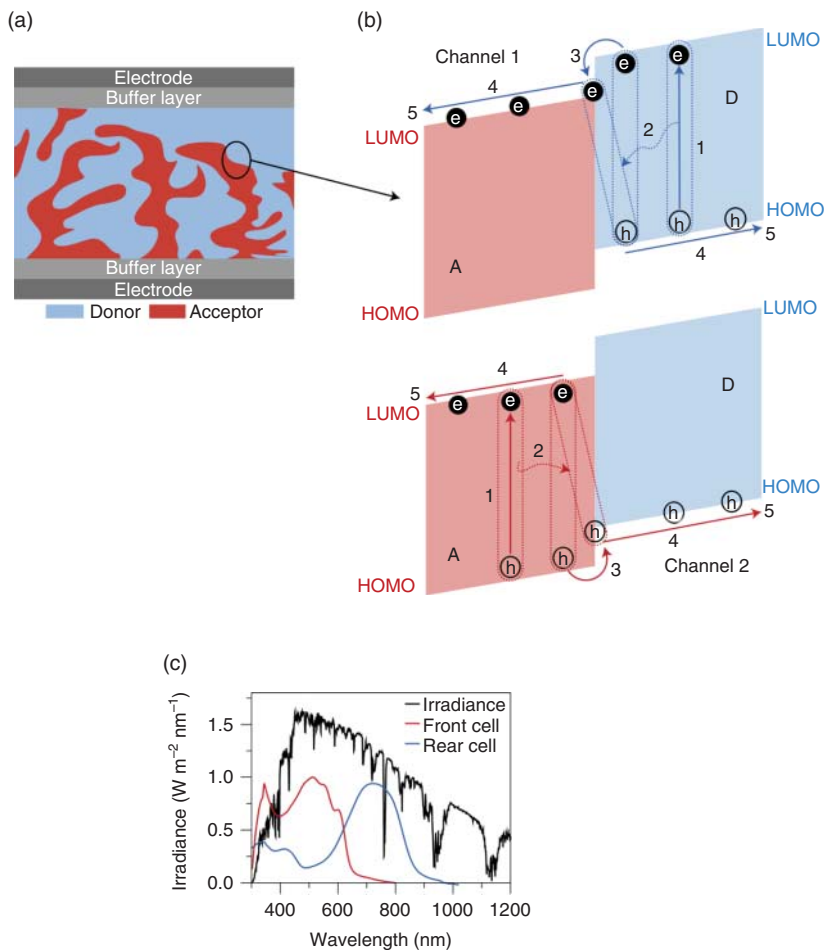 (a)
Electrode
Buffer layer
Buffer layer
Electrode
Donor Acceptor
(b)
Channel 1
LUMO
D
3
e e
e
4
e
e
5
LUMO
2
1
HOMO
h h h
5
4
A
HOMO
LUMO
4
5
D
LUMO
e e e
2
1
HOMO
h h
5
h
4
A
h h
3
Channel 2
HOMO
(c)
Irradiance (W m−2 nm−1)
1.5
1.0
0.5
0.0
Irradiance
Front cell
Rear cell
400 600 800 1000 1200
Wavelength (nm)